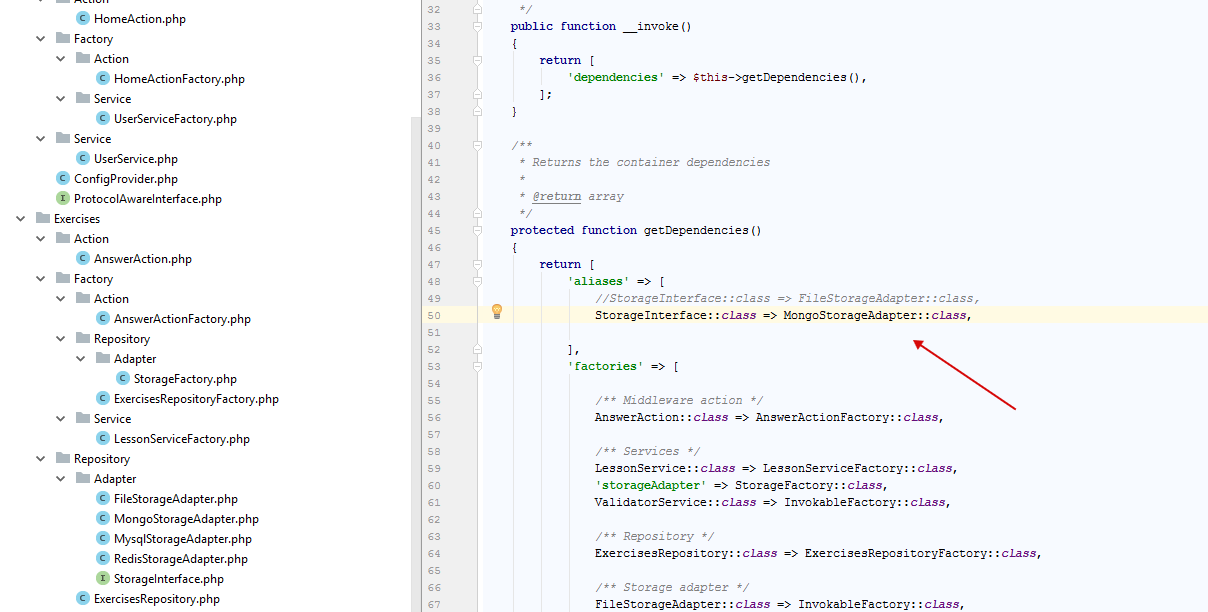 Action
HomeAction.php
Factory
Action
HomeActionFactory.php
Service
UserServiceFactory.php
Service
UserService.php
ConfigProvider.php
ProtocolAwareInterface.php
Exercises
Action
AnswerAction.php
Factory
Action
AnswerActionFactory.php
Repository
Adapter
StorageFactory.php
ExercisesRepositoryFactory.php
Service
LessonServiceFactory.php
Repository
Adapter
FileStorageAdapter.php
MongoStorageAdapter.php
MysqlStorageAdapter.php
RedisStorageAdapter.php
StorageInterface.php
ExercisesRepository.php
32 */
33 public function __invoke()
34 {
35 return [
36 'dependencies' => $this->getDependencies(),
37 ];
38 }
39
40 /**
41 * Returns the container dependencies
42 *
43 * @return array
44 */
45 protected function getDependencies()
46 {
47 return [
48 'aliases' => [
49 //StorageInterface::class => FileStorageAdapter::class,
50 StorageInterface::class => MongoStorageAdapter::class,
51
52 ],
53 'factories' => [
54
55 /** Middleware action */
56 AnswerAction::class => AnswerActionFactory::class,
57
58 /** Services */
59 LessonService::class => LessonServiceFactory::class,
60 'storageAdapter' => StorageFactory::class,
61 ValidatorService::class => InvokableFactory::class,
62
63 /** Repository */
64 ExercisesRepository::class => ExercisesRepositoryFactory::class,
65
66 /** Storage adapter */
67 FileStorageAdapter::class => InvokableFactory::class,